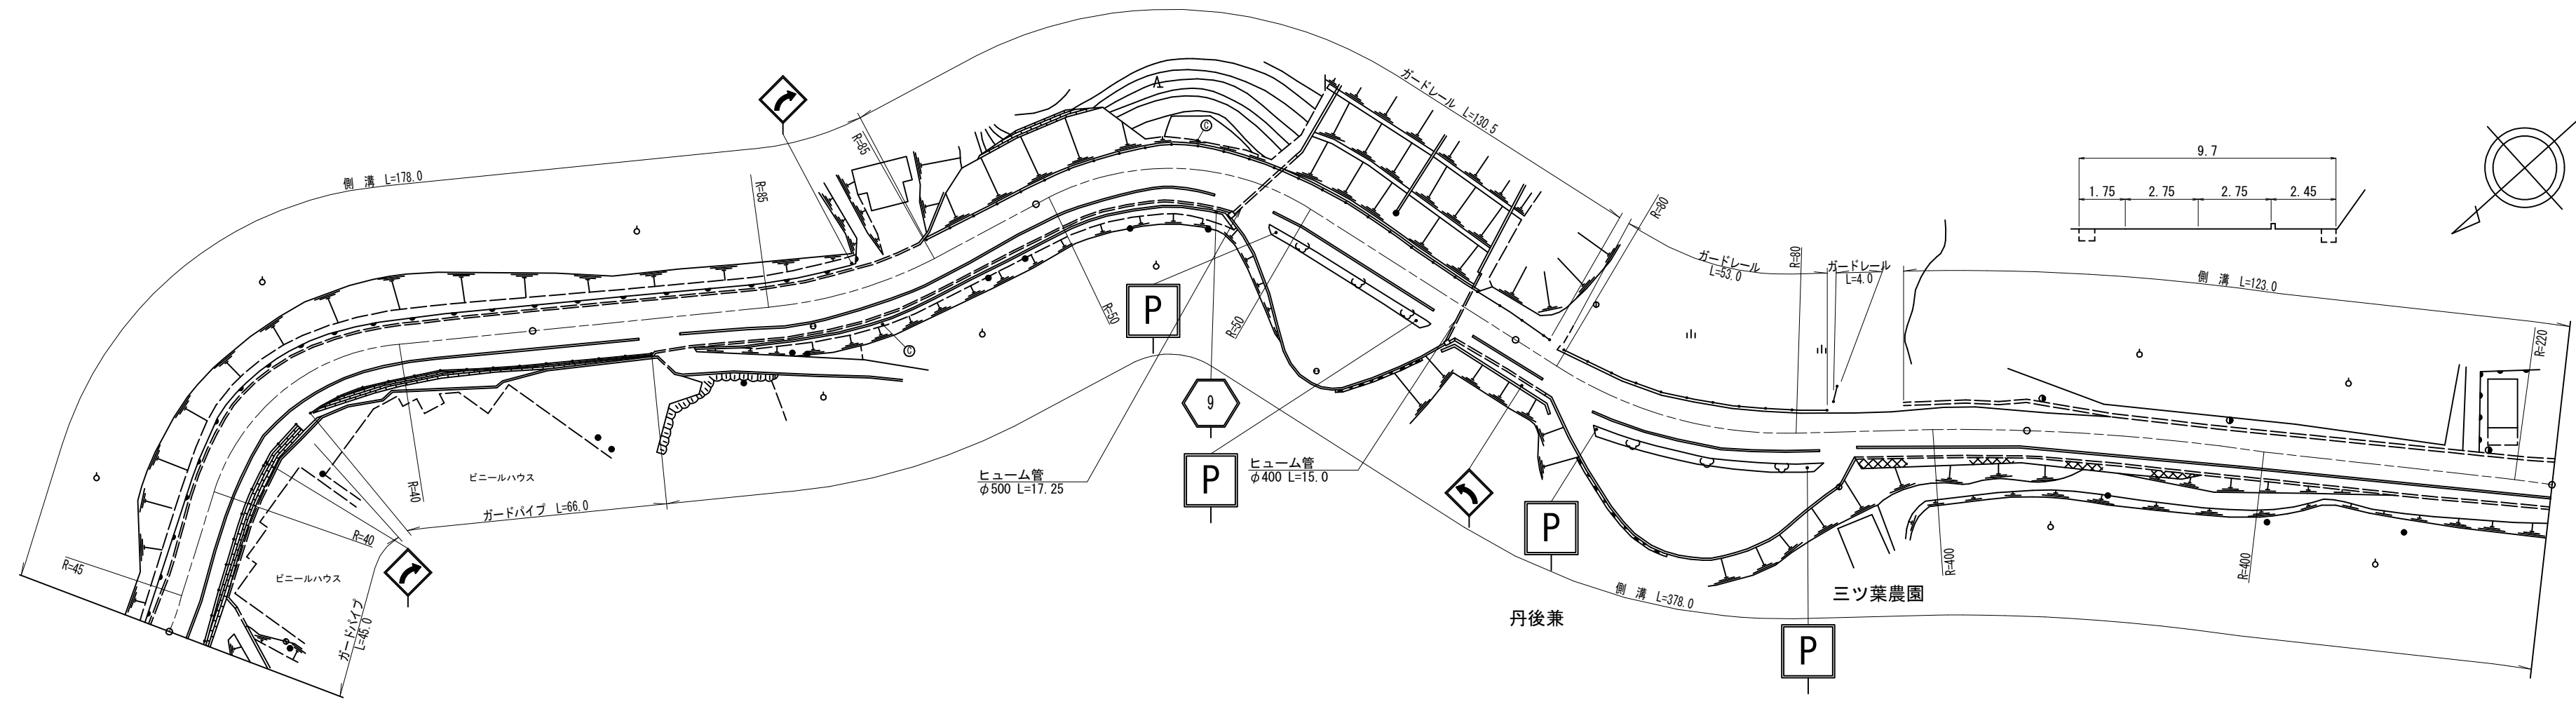 ガードレール L=130.5
側 溝 L=178.0
R=85
R=85
9.7
1.75 2.75 2.75 2.45
R=80
R=80
ガードレール
L=53.0
ガードレール
L=4.0
側 溝 L=123.0
R=220
C
C
R=50
R=50
P
9
P
ヒューム管
φ500 L=17.25
ヒューム管
φ400 L=15.0
P
P
R=40
ビニールハウス
ガードパイプ L=66.0
R=40
R=45
ビニールハウス
ガードパイプ
L=45.0
R=400
R=400
側 溝 L=378.0
三ツ葉農園
丹後兼